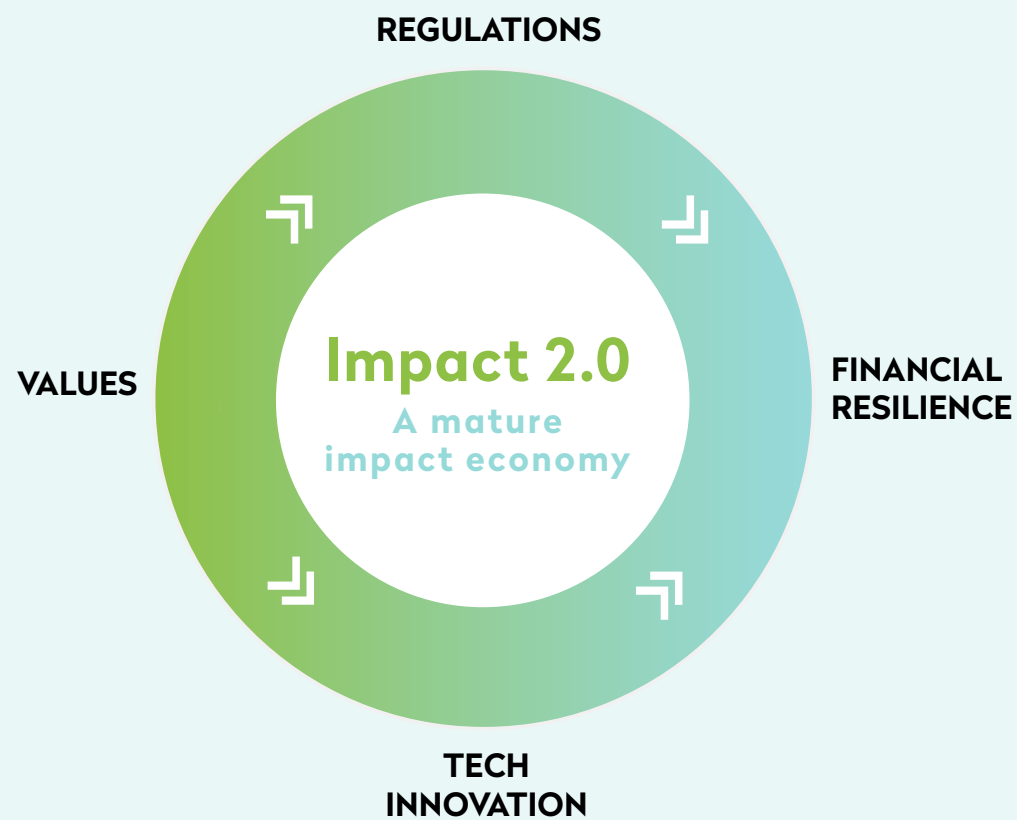 REGULATIONS
VALUES
Impact 2.0
A mature
impact economy
FINANCIAL
RESILIENCE
TECH
INNOVATION